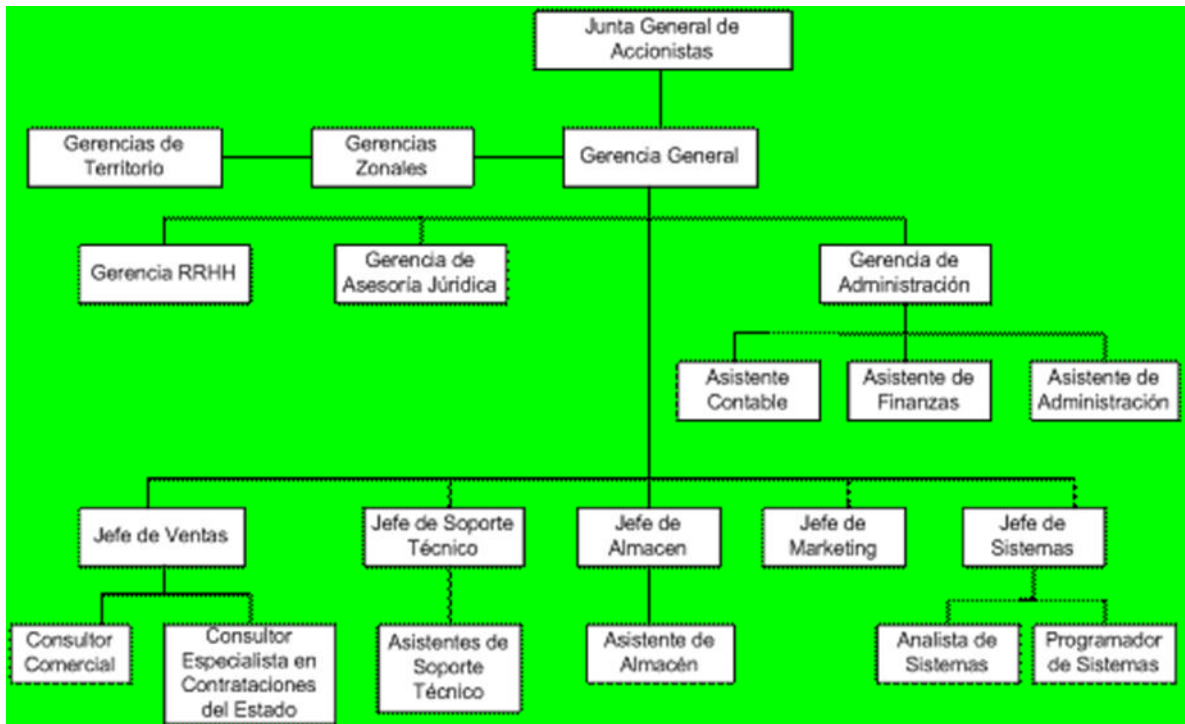 Junta General de
Accionistas
Gerencias de
Territorio
Gerencias
Zonales
Gerencia General
Gerencia RRHH
Gerencia de
Asesoría Júridica
Gerencia de
Administración
Asistente
Contable
Asistente de
Finanzas
Asistente de
Administración
Jefe de Ventas
Jefe de Soporte
Técnico
Jefe de
Almacen
Jefe de
Marketing
Jefe de
Sistemas
Consultor
Comercial
Consultor
Especialista en
Contrataciones
del Estado
Asistentes de
Soporte
Técnico
Asistente de
Almacén
Analista de
Sistemas
Programador
de Sistemas